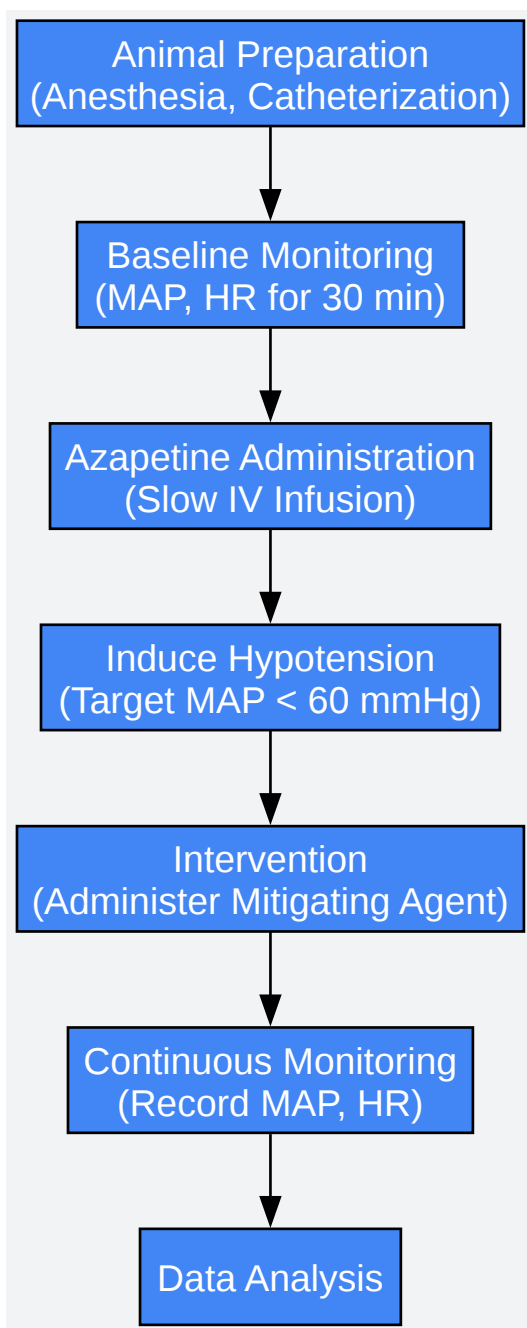 Animal Preparation
(Anesthesia, Catheterization)
Baseline Monitoring
(MAP, HR for 30 min)
Azapetine Administration
(Slow IV Infusion)
Induce Hypotension
(Target MAP < 60 mmHg)
Intervention
(Administer Mitigating Agent)
Continuous Monitoring
(Record MAP, HR)
Data Analysis